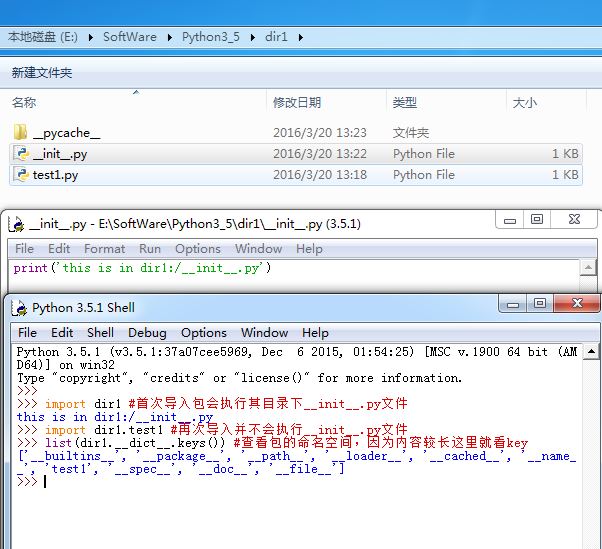 本地磁盘 (E:) SoftWare Python3_5 dir1
新建文件夹
名称 修改日期 类型 大小
__pycache__ 2016/3/20 13:23 文件夹
__init__.py 2016/3/20 13:22 Python File 1 KB
test1.py 2016/3/20 13:18 Python File 1 KB
__init__.py - E:\SoftWare\Python3_5\dir1\__init__.py (3.5.1)
File Edit Format Run Options Window Help
print('this is in dir1:/__init__.py')
Python 3.5.1 Shell
File Edit Shell Debug Options Window Help
Python 3.5.1 (v3.5.1:37a07cee5969, Dec  6 2015, 01:54:25) [MSC v.1900 64 bit (AM
D64)] on win32
Type "copyright", "credits" or "license()" for more information.
>>>
>>> import dir1 #首次导入包会执行其目录下__init__.py文件
this is in dir1:/__init__.py
>>> import dir1.test1 #再次导入并不会执行__init__.py文件
>>> list(dir1.__dict__.keys()) #查看包的命名空间，因为内容较长这里就看key
['__builtins__', '__package__', '__path__', '__loader__', '__cached__', '__name_
_', 'test1', '__spec__', '__doc__', '__file__']
>>>